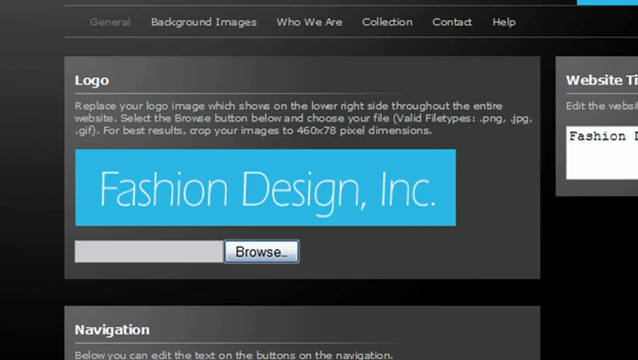 General Background Images Who We Are Collection Contact Help
Logo
Replace your logo image which shows on the lower right side throughout the entire
website. Select the Browse button below and choose your file (Valid Filetypes: .png, .jpg,
.gif). For best results, crop your images to 460x78 pixel dimensions.
Fashion Design, Inc.
Browse...
Website Ti
Edit the websi
Fashion D
Navigation
Below you can edit the text on the buttons on the navigation.